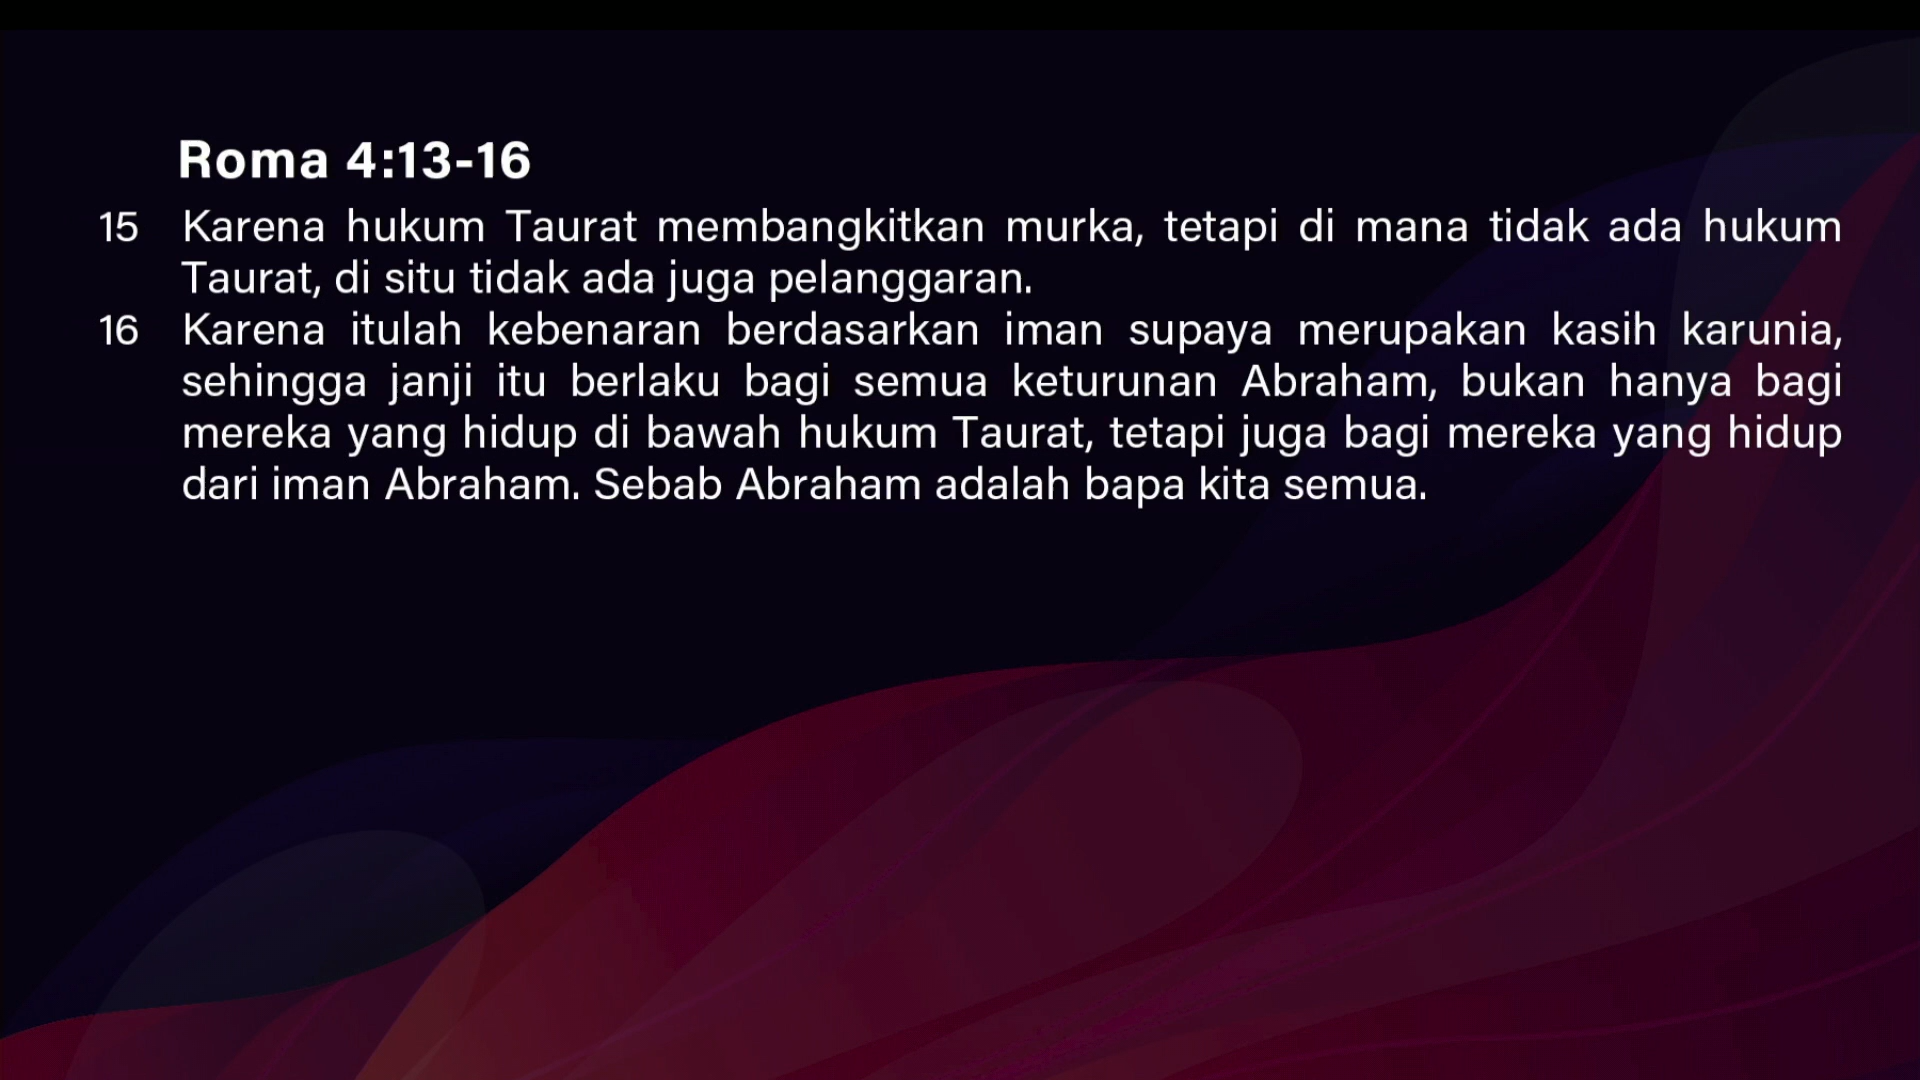 Roma 4:13-16
15 Karena hukum Taurat membangkitkan murka, tetapi di mana tidak ada hukum
Taurat, di situ tidak ada juga pelanggaran.
16 Karena itulah kebenaran berdasarkan iman supaya merupakan kasih karunia,
sehingga janji itu berlaku bagi semua keturunan Abraham, bukan hanya bagi
mereka yang hidup di bawah hukum Taurat, tetapi juga bagi mereka yang hidup
dari iman Abraham. Sebab Abraham adalah bapa kita semua.